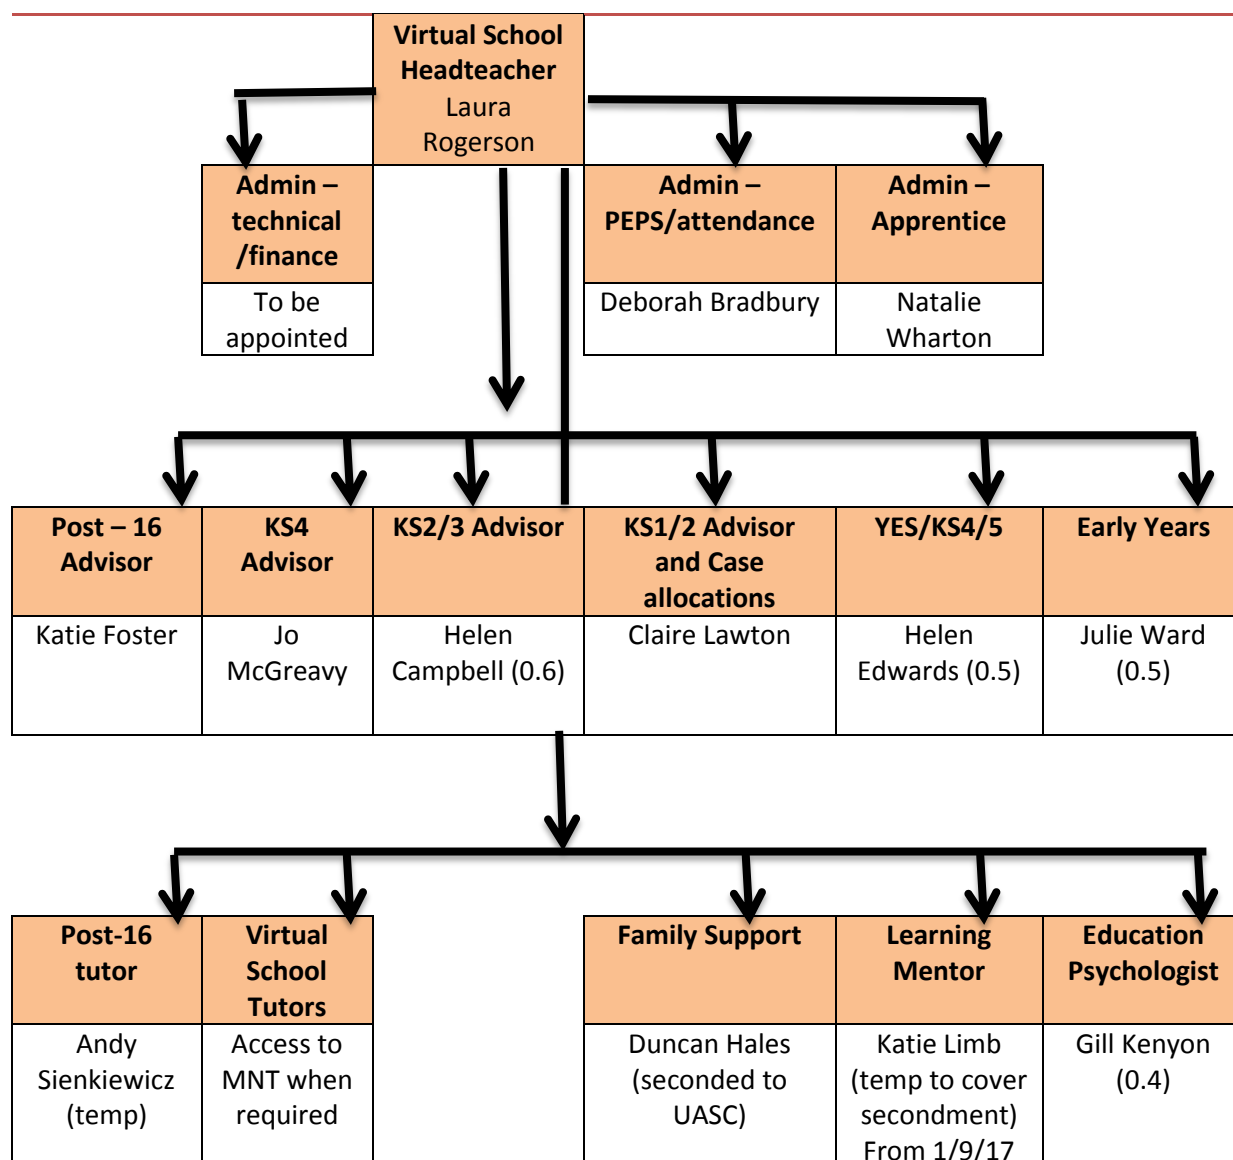 Virtual School
Headteacher
Laura
Rogerson
Admin –
technical
/finance
To be
appointed
Admin –
PEPS/attendance
Deborah Bradbury
Admin –
Apprentice
Natalie
Wharton
Post – 16
Advisor
Katie Foster
KS4
Advisor
Jo
McGreavy
KS2/3 Advisor
Helen
Campbell (0.6)
KS1/2 Advisor
and Case
allocations
Claire Lawton
YES/KS4/5
Helen
Edwards (0.5)
Early Years
Julie Ward
(0.5)
Post-16
tutor
Andy
Sienkiewicz
(temp)
Virtual
School
Tutors
Access to
MNT when
required
Family Support
Duncan Hales
(seconded to
UASC)
Learning
Mentor
Katie Limb
(temp to cover
secondment)
From 1/9/17
Education
Psychologist
Gill Kenyon
(0.4)